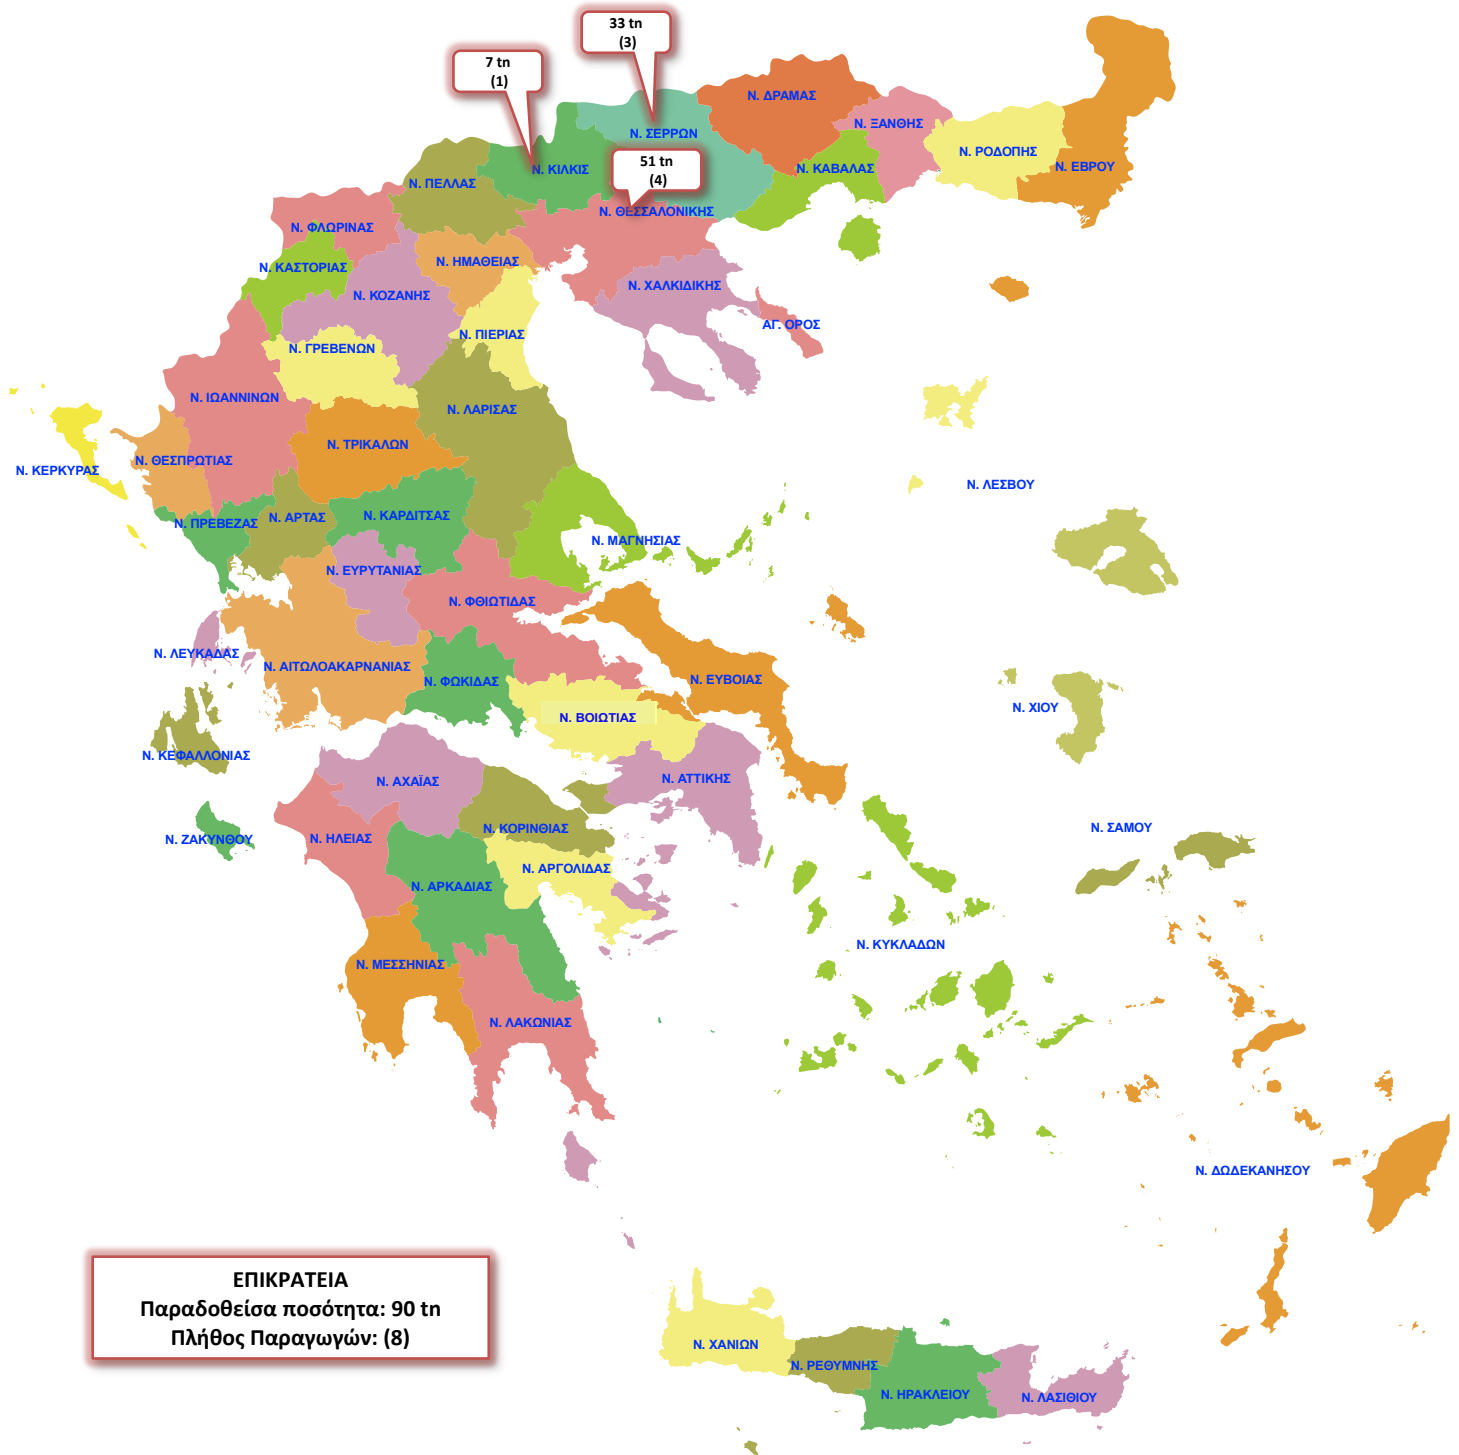 33 tn
(3)
7 tn
(1)
Ν. ΔΡΑΜΑΣ
Ν. ΞΑΝΘΗΣ
Ν. ΣΕΡΡΩΝ
Ν. ΡΟΔΟΠΗΣ
Ν. ΕΒΡΟΥ
51 tn
(4)
Ν. ΚΙΛΚΙΣ
Ν. ΚΑΒΑΛΑΣ
Ν. ΠΕΛΛΑΣ
Ν. ΘΕΣΣΑΛΟΝΙΚΗΣ
Ν. ΦΛΩΡΙΝΑΣ
Ν. ΚΑΣΤΟΡΙΑΣ
Ν. ΗΜΑΘΕΙΑΣ
Ν. ΚΟΖΑΝΗΣ
Ν. ΧΑΛΚΙΔΙΚΗΣ
ΑΓ. ΟΡΟΣ
Ν. ΠΙΕΡΙΑΣ
Ν. ΓΡΕΒΕΝΩΝ
Ν. ΙΩΑΝΝΙΝΩΝ
Ν. ΛΑΡΙΣΑΣ
Ν. ΤΡΙΚΑΛΩΝ
Ν. ΘΕΣΠΡΩΤΙΑΣ
Ν. ΚΕΡΚΥΡΑΣ
Ν. ΛΕΣΒΟΥ
Ν. ΠΡΕΒΕΖΑΣ
Ν. ΑΡΤΑΣ
Ν. ΚΑΡΔΙΤΣΑΣ
Ν. ΜΑΓΝΗΣΙΑΣ
Ν. ΕΥΡΥΤΑΝΙΑΣ
Ν. ΦΘΙΩΤΙΔΑΣ
Ν. ΛΕΥΚΑΔΑΣ
Ν. ΑΙΤΩΛΟΑΚΑΡΝΑΝΙΑΣ
Ν. ΦΩΚΙΔΑΣ
Ν. ΕΥΒΟΙΑΣ
Ν. ΧΙΟΥ
Ν. ΒΟΙΩΤΙΑΣ
Ν. ΚΕΦΑΛΛΟΝΙΑΣ
Ν. ΑΧΑΪΑΣ
Ν. ΑΤΤΙΚΗΣ
Ν. ΖΑΚΥΝΘΟΥ
Ν. ΗΛΕΙΑΣ
Ν. ΚΟΡΙΝΘΙΑΣ
Ν. ΣΑΜΟΥ
Ν. ΑΡΓΟΛΙΔΑΣ
Ν. ΑΡΚΑΔΙΑΣ
Ν. ΚΥΚΛΑΔΩΝ
Ν. ΜΕΣΣΗΝΙΑΣ
Ν. ΛΑΚΩΝΙΑΣ
Ν. ΔΩΔΕΚΑΝΗΣΟΥ
ΕΠΙΚΡΑΤΕΙΑ
Παραδοθείσα ποσότητα: 90 tn
Πλήθος Παραγωγών: (8)
Ν. ΧΑΝΙΩΝ
Ν. ΡΕΘΥΜΝΗΣ
Ν. ΗΡΑΚΛΕΙΟΥ
Ν. ΛΑΣΙΘΙΟΥ